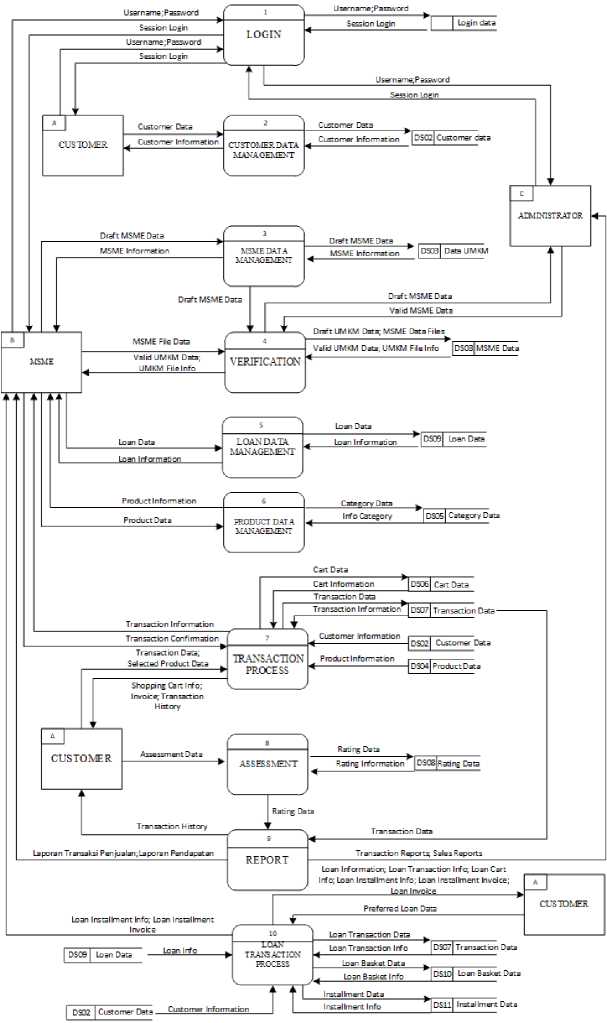 1
LOGIN
Username;Password
Session Login
Username;Password
Session Login
Username;Password
Session Login
Login data
Username;Password
Session Login
A
CUSTOMER
Customer Data
Customer Information
2
CUSTOMER DATA
MANAGEMENT
Customer Data
Customer Information
DS02 Customer data
ADMINISTRATOR
Draft MSME Data
MSME Information
3
MSME DATA
MANAGEMENT
Draft MSME Data
MSME Information
DS03 Data UMKM
Draft MSME Data
Draft MSME Data
Valid MSME Data
B
MSME
MSME File Data
Valid UMKM Data;
UMKM File Info
4
VERIFICATION
Draft UMKM Data; MSME Data Files
Valid UMKM Data; UMKM File Info
DS03 MSME Data
Loan Data
Loan Information
5
LOAN DATA
MANAGEMENT
Loan Data
Loan Information
DS09 Loan Data
Product Information
Product Data
6
PRODUCT DATA
MANAGEMENT
Category Data
Info Category
DS05 Category Data
Cart Data
Cart Information
DS06 Cart Data
Transaction Data
Transaction Information
DS07 Transaction Data
Transaction Information
Transaction Confirmation
Transaction Data;
Selected Product Data
Shopping Cart Info;
Invoice; Transaction
History
7
TRANSACTION
PROCESS
Customer Information
DS02 Customer Data
Product Information
DS04 Product Data
A
CUSTOMER
Assessment Data
8
ASSESSMENT
Rating Data
Rating Information
DS08 Rating Data
Rating Data
Transaction History
9
REPORT
Transaction Data
Laporan Transaksi Penjualan; Laporan Pendapatan
Transaction Reports; Sales Reports
Loan Information; Loan Transaction Info; Loan Cart
Info; Loan Installment Info; Loan Installment Invoice;
Loan Invoice
A
CUSTOMER
Preferred Loan Data
Loan Installment Info; Loan Installment
Invoice
10
LOAN
TRANSACTION
PROCESS
DS09 Loan Data
Loan Info
Loan Transaction Data
Loan Transaction Info
DS07 Transaction Data
Loan Basket Data
Loan Basket Info
DS10 Loan Basket Data
Installment Data
Installment Info
DS11 Installment Data
DS02 Customer Data
Customer Information